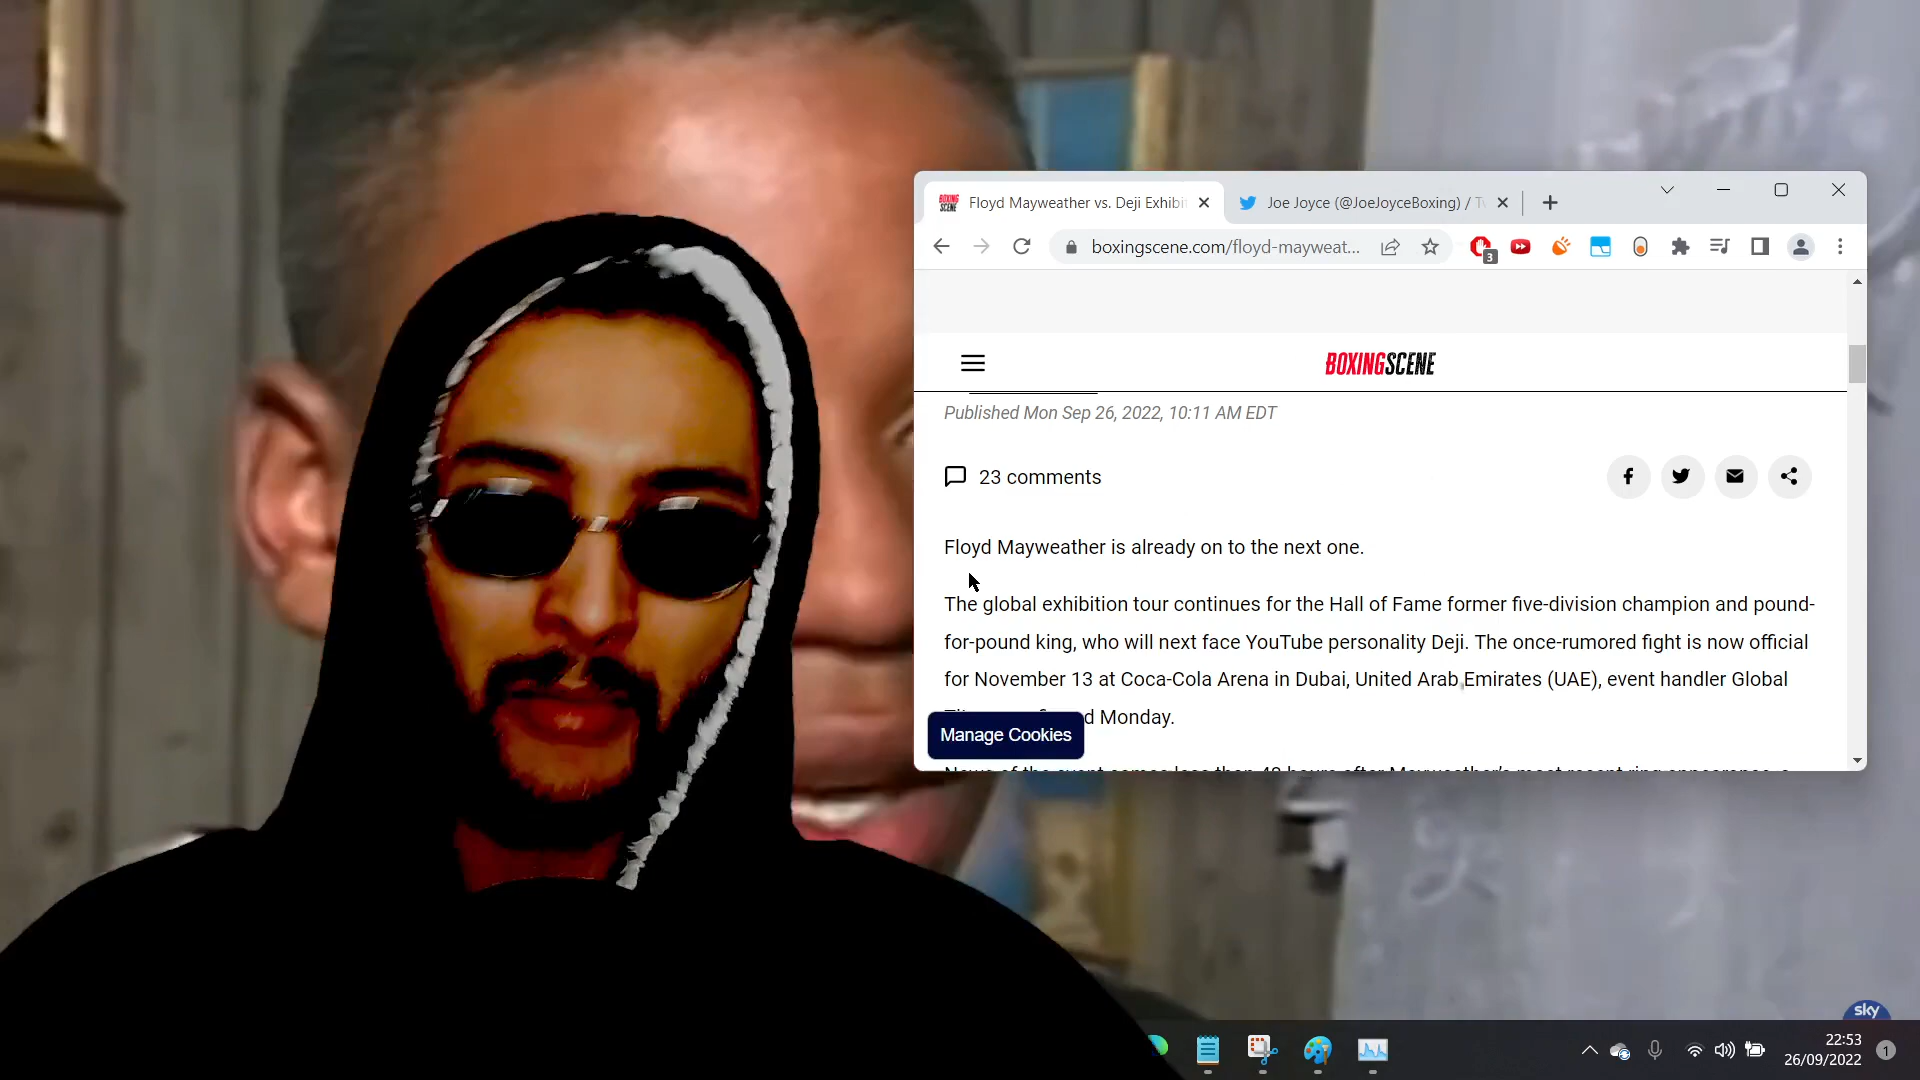 Floyd Mayweather vs. Deji Exhibi
Joe Joyce (@JoeJoyceBoxing) / Tw
boxingscene.com/floyd-mayweat...
3
BOXINGSCENE
Published Mon Sep 26, 2022, 10:11 AM EDT
23 comments
Floyd Mayweather is already on to the next one.
The global exhibition tour continues for the Hall of Fame former five-division champion and pound-
for-pound king, who will next face YouTube personality Deji. The once-rumored fight is now official
for November 13 at Coca-Cola Arena in Dubai, United Arab Emirates (UAE), event handler Global
Monday.
Manage Cookies
sky
22:53
26/09/2022
1